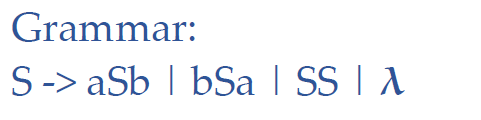 Grammar:
S -> aSb | bSa | SS | λ